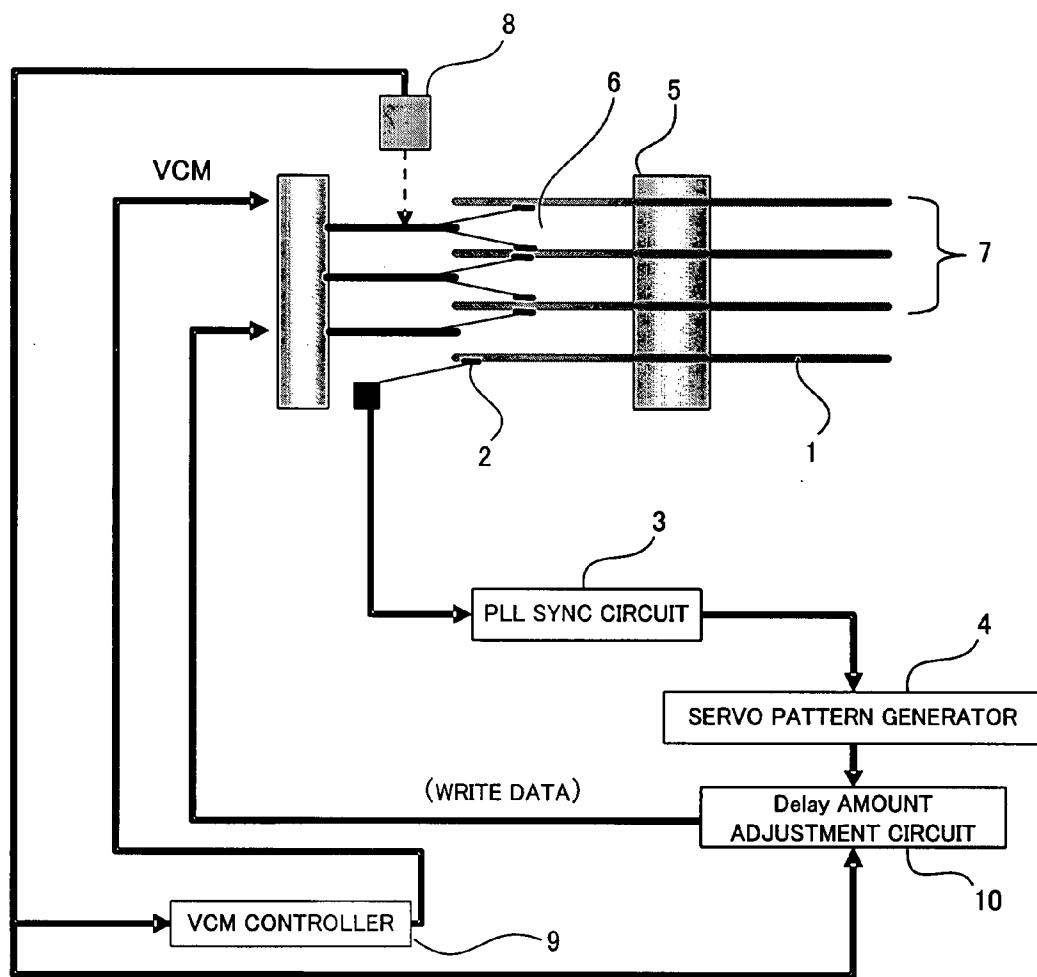 8
6
5
VCM
7
2
1
3
PLL SYNC CIRCUIT
4
SERVO PATTERN GENERATOR
(WRITE DATA)
Delay AMOUNT
ADJUSTMENT CIRCUIT
10
VCM CONTROLLER
9